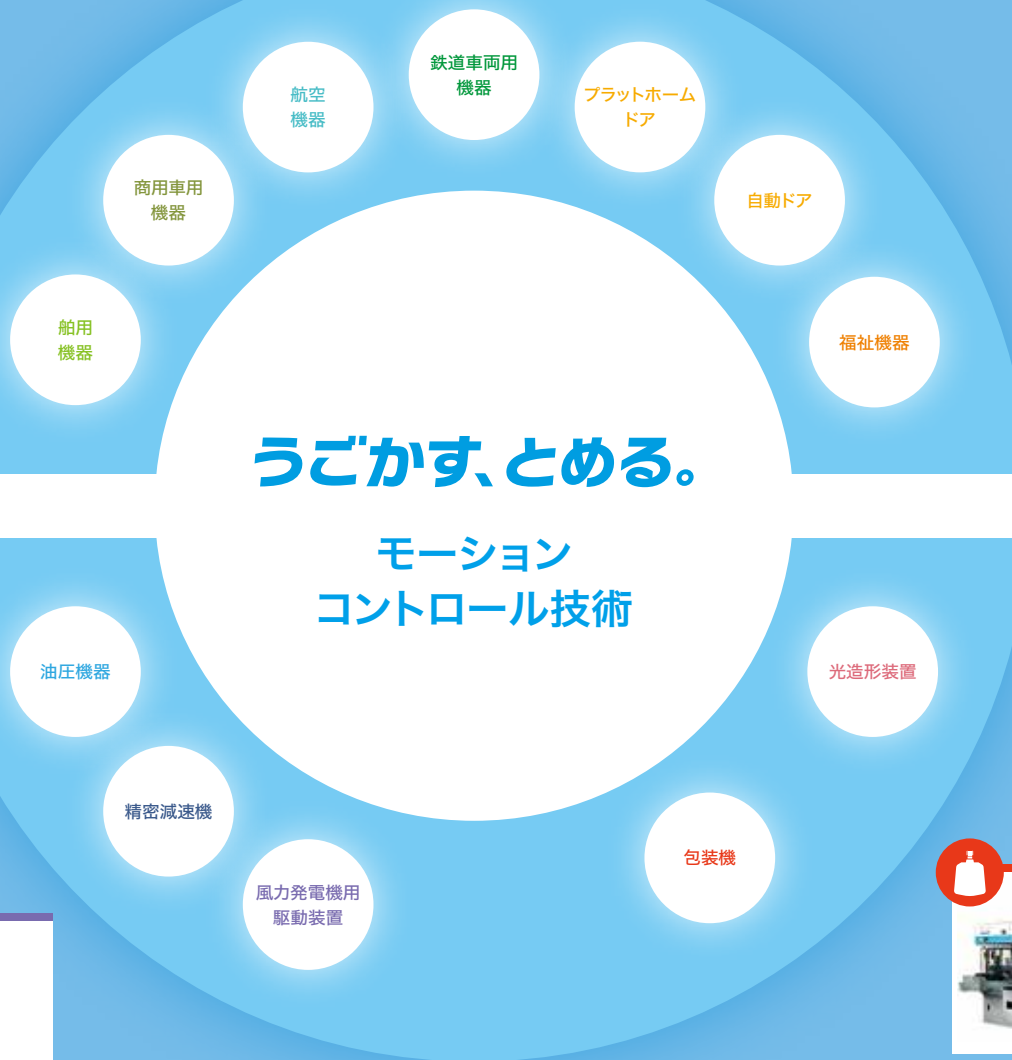 鉄道車両用
機器
航空
機器
プラットホーム
ドア
商用車用
機器
自動ドア
舶用
機器
福祉機器
うごかす、とめる。
モーション
コントロール技術
油圧機器
光造形装置
精密減速機
包装機
風力発電機用
駆動装置